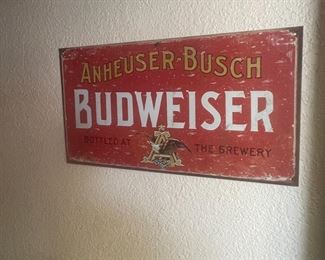 ANHEUSER-BUSCH
BUDWEISER
BOTTLED AT THE BREWERY